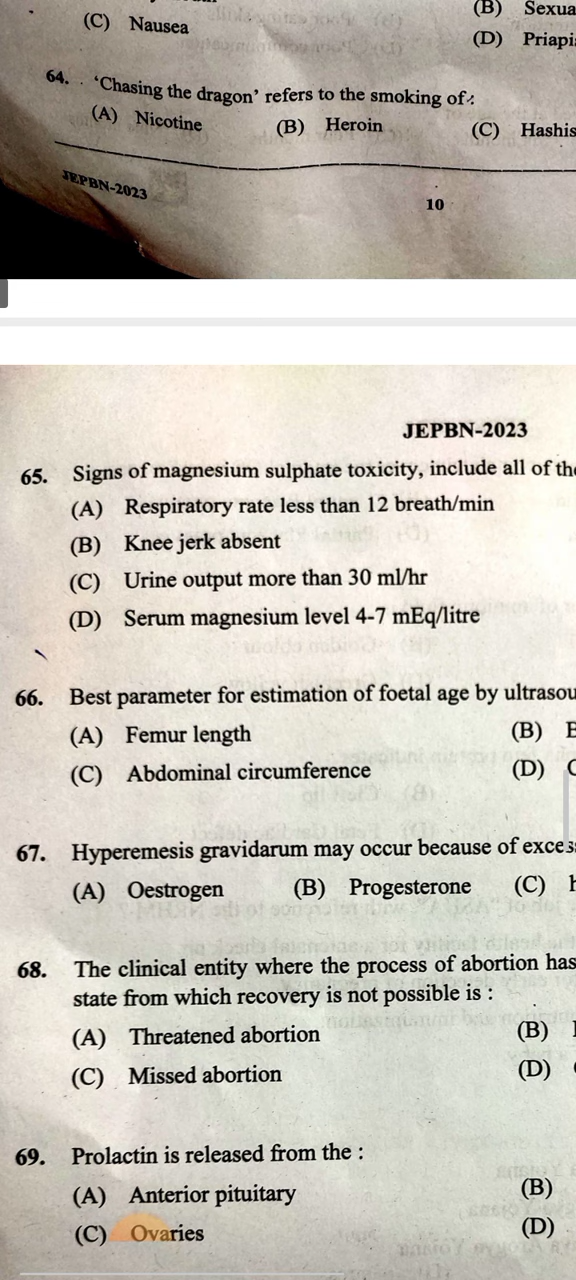 (B) Sexua
(C) Nausea
(D) Priapi
64. 'Chasing the dragon' refers to the smoking of :
(A) Nicotine (B) Heroin (C) Hashis
JEPBN-2023
10
JEPBN-2023
65. Signs of magnesium sulphate toxicity, include all of the
(A) Respiratory rate less than 12 breath/min
(B) Knee jerk absent
(C) Urine output more than 30 ml/hr
(D) Serum magnesium level 4-7 mEq/litre
66. Best parameter for estimation of foetal age by ultrasou
(A) Femur length (B)
(C) Abdominal circumference (D)
67. Hyperemesis gravidarum may occur because of excess
(A) Oestrogen (B) Progesterone (C)
68. The clinical entity where the process of abortion has
state from which recovery is not possible is :
(A) Threatened abortion (B)
(C) Missed abortion (D)
69. Prolactin is released from the :
(A) Anterior pituitary (B)
(C) Ovaries (D)